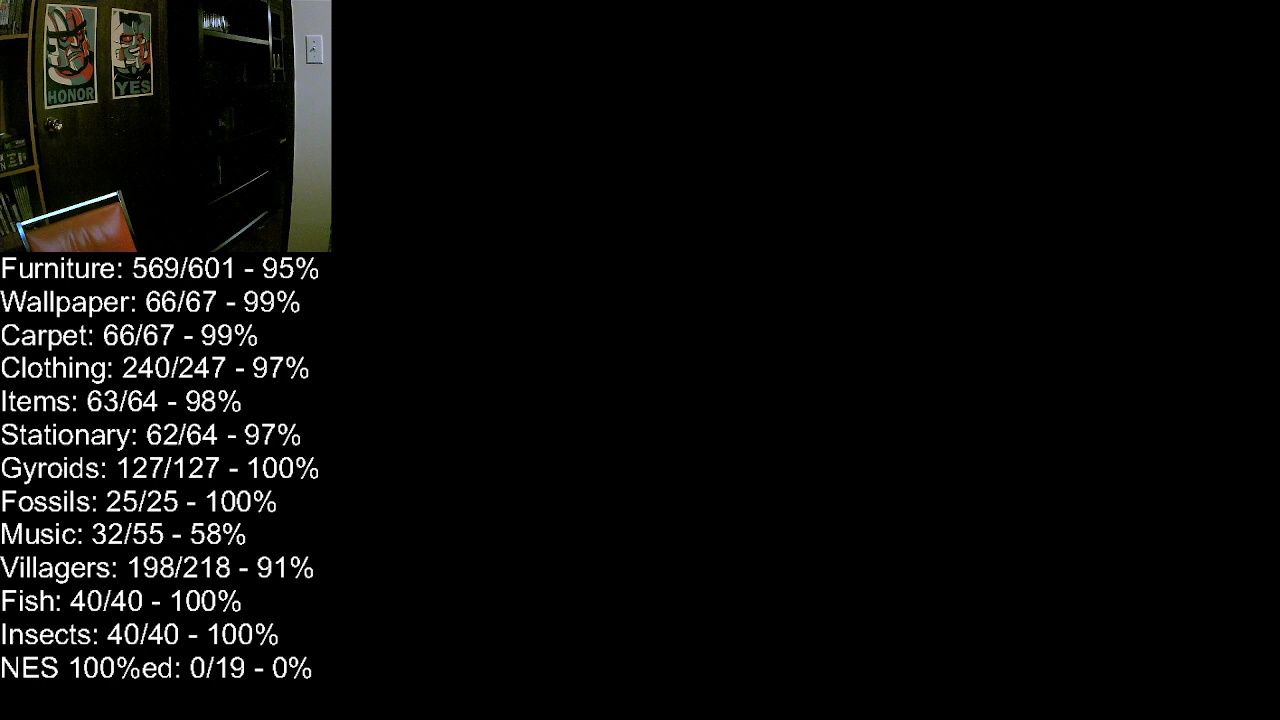 HONOR
YES
Furniture: 569/601 - 95%
Wallpaper: 66/67 - 99%
Carpet: 66/67 - 99%
Clothing: 240/247 - 97%
Items: 63/64 - 98%
Stationary: 62/64 - 97%
Gyroids: 127/127 - 100%
Fossils: 25/25 - 100%
Music: 32/55 - 58%
Villagers: 198/218 - 91%
Fish: 40/40 - 100%
Insects: 40/40 - 100%
NES 100%ed: 0/19 - 0%